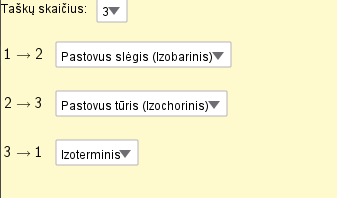 Taškų skaičius: 3
1 → 2 Pastovus slėgis (Izobarinis)
2 → 3 Pastovus tūris (Izochorinis)
3 → 1 Izoterminis